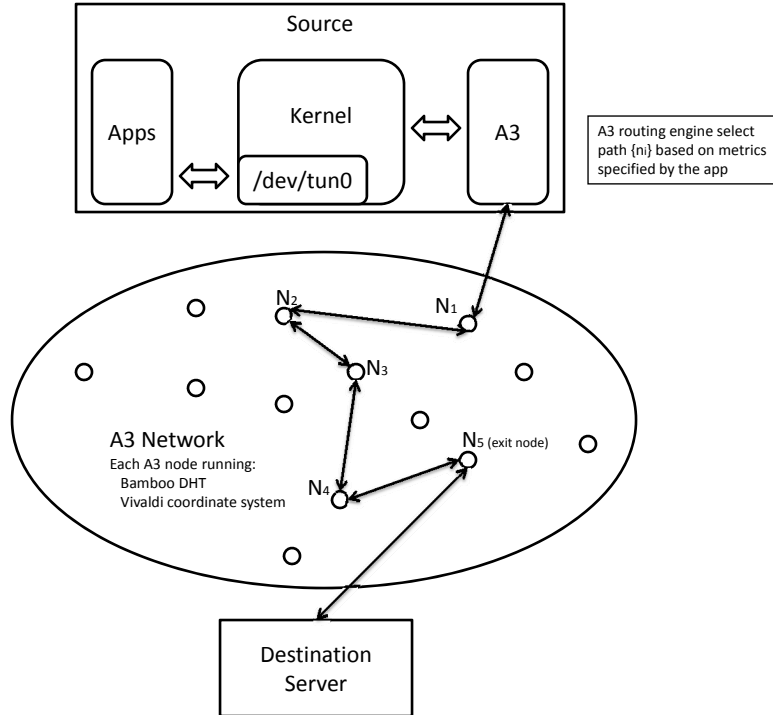 Source
Apps
Kernel
/dev/tun0
A3
A3 routing engine select
path {ni} based on metrics
specified by the app
N2
N1
N3
N5 (exit node)
A3 Network
Each A3 node running:
Bamboo DHT
Vivaldi coordinate system
N4
Destination
Server